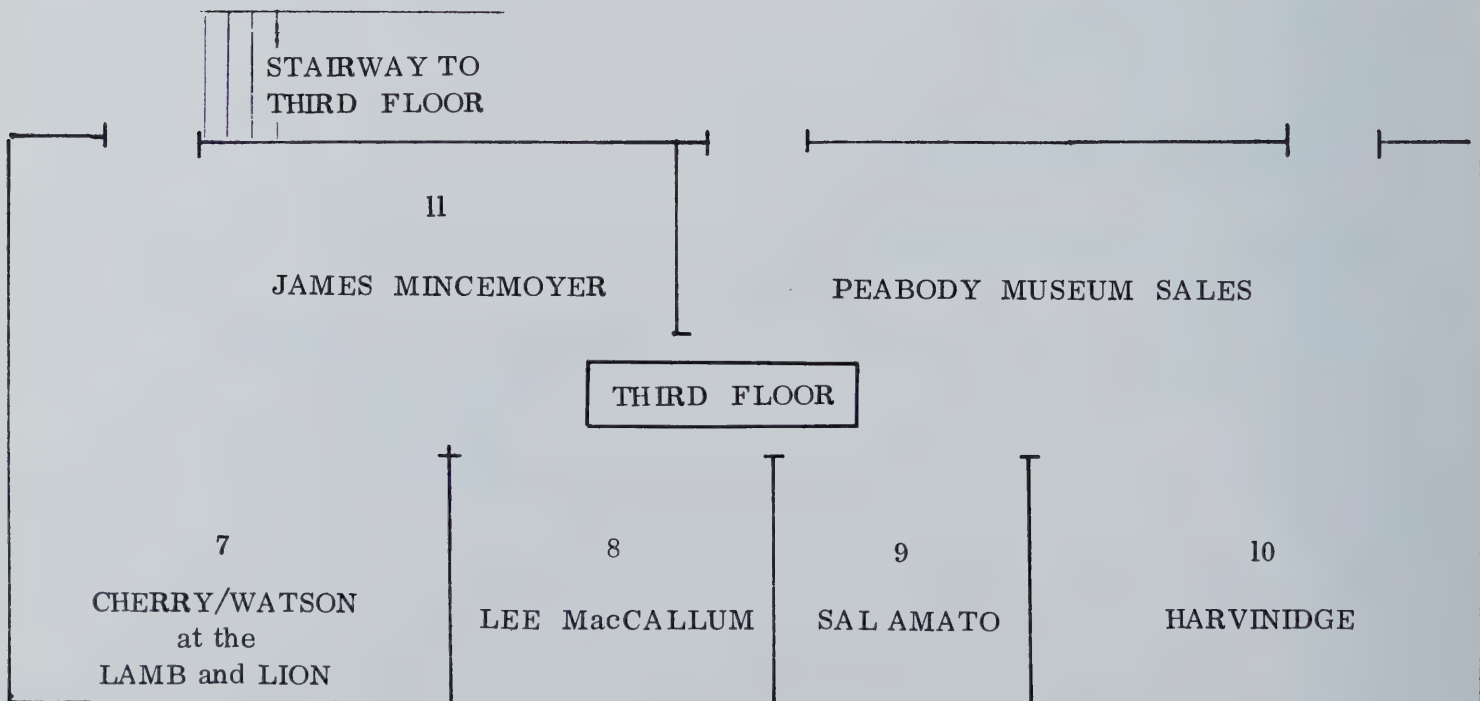 STAIRWAY TO
THIRD FLOOR
11
JAMES MINCEMOYER
PEABODY MUSEUM SALES
THIRD FLOOR
7
CHERRY/WATSON
at the
LAMB and LION
8
LEE MacCALLUM
9
SAL AMATO
10
HARVINIDGE